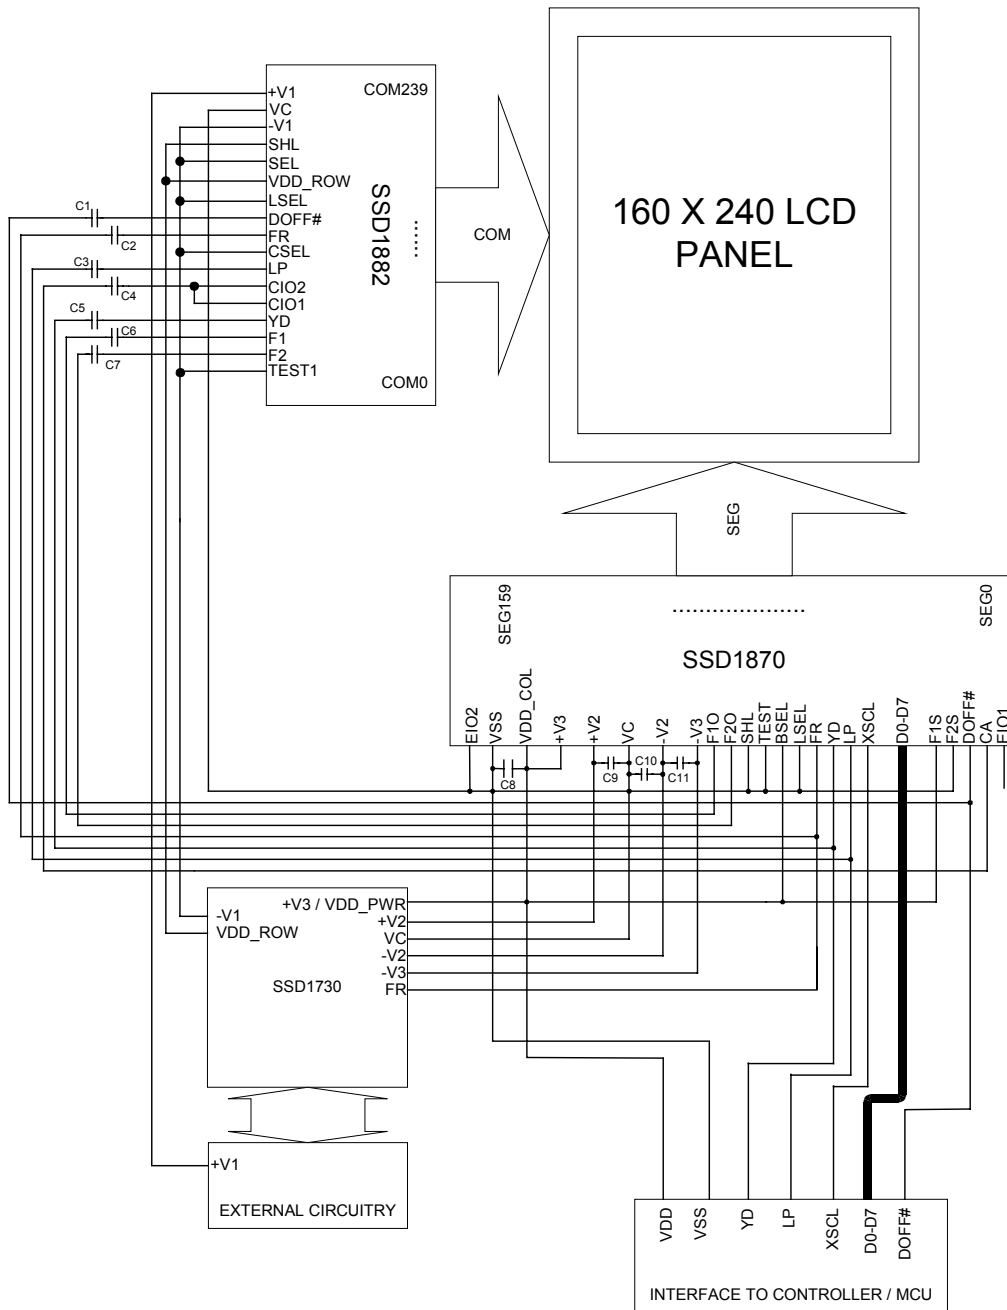 +V1
VC
-V1
SHL
SEL
VDD_ROW
LSEL
DOFF#
FR
CSEL
LP
CIO2
CIO1
YD
F1
F2
TEST1
COM239
SSD1882
......
COM0
C1
C2
C3
C4
C5
C6
C7
COM
160 X 240 LCD
PANEL
SEG
SEG159
....................
SEG0
SSD1870
EIO2
VSS
VDD_COL
+V3
+V2
VC
-V2
-V3
F1O
F2O
SHL
TEST
BSEL
LSEL
FR
YD
LP
XSCL
D0-D7
F1S
F2S
DOFF#
CA
EIO1
C8
C9
C10
C11
-V1
VDD_ROW
SSD1730
+V3 / VDD_PWR
+V2
VC
-V2
-V3
FR
+V1
EXTERNAL CIRCUITRY
VDD
VSS
YD
LP
XSCL
D0-D7
DOFF#
INTERFACE TO CONTROLLER / MCU